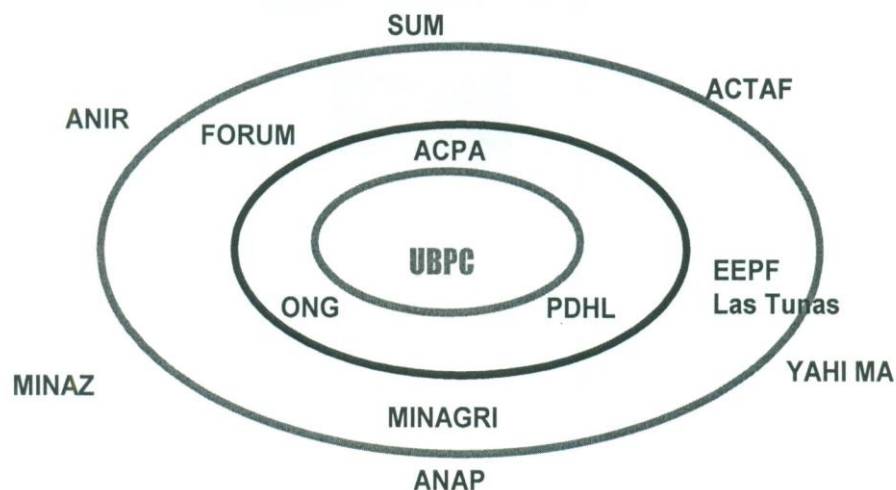 SUM
ACTAF
ANIR
FORUM
ACPA
UBPC
EEPF
Las Tunas
ONG
PDHL
YAHI MA
MINAZ
MINAGRI
ANAP